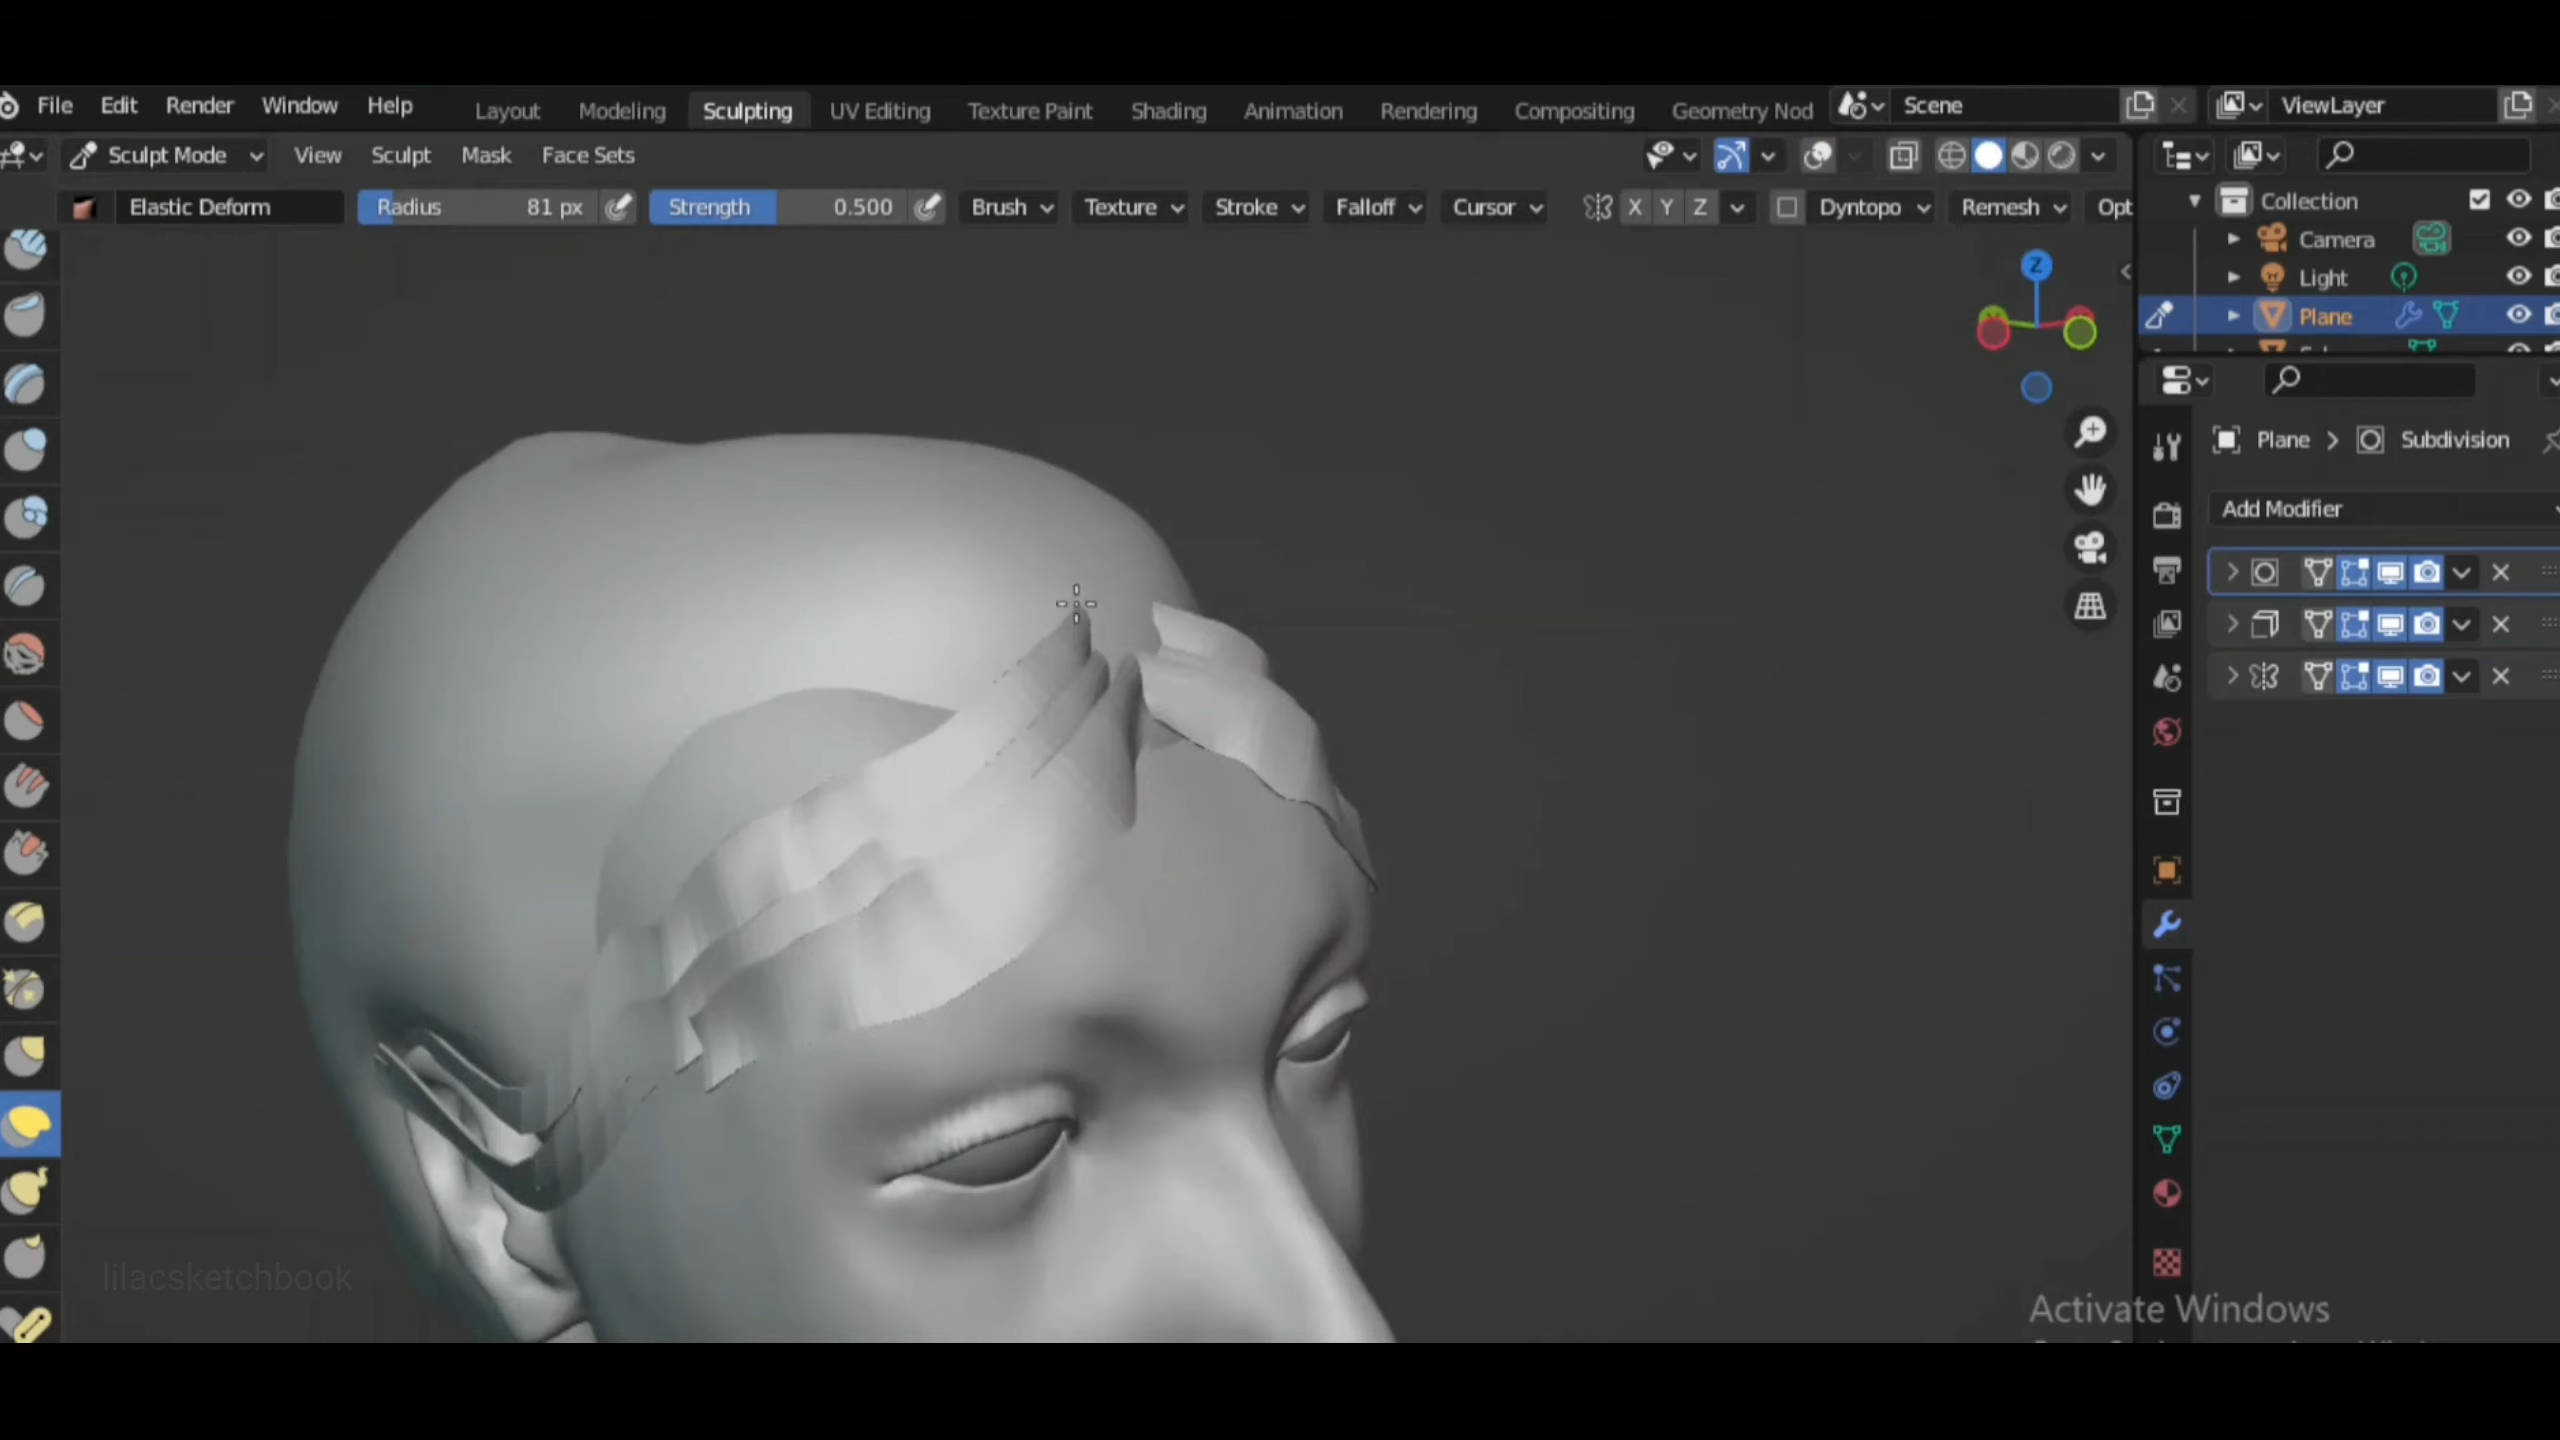 File Edit Render Window Help Layout Modeling Sculpting UV Editing Texture Paint Shading Animation Rendering Compositing Geometry Nod Scene ViewLayer
Sculpt Mode View Sculpt Mask Face Sets
Elastic Deform Radius 81 px Strength 0.500 Brush Texture Stroke Falloff Cursor X Y Z Dyntopo Remesh Opt
Z
Collection
Camera
Light
Plane
Plane > Subdivision
Add Modifier
lilacsketchbook
Activate Windows